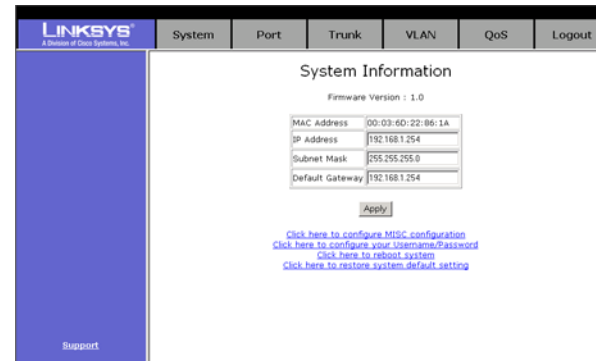 LINKSYS®
A Division of Cisco Systems, Inc.
System Port Trunk VLAN QoS Logout
System Information
Firmware Version : 1.0
MAC Address 00:03:6D:22:86:1A
IP Address 192.168.1.254
Subnet Mask 255.255.255.0
Default Gateway 192.168.1.254
Apply
Click here to configure MISC configuration
Click here to configure your Username/Password
Click here to reboot system
Click here to restore system default setting
Support